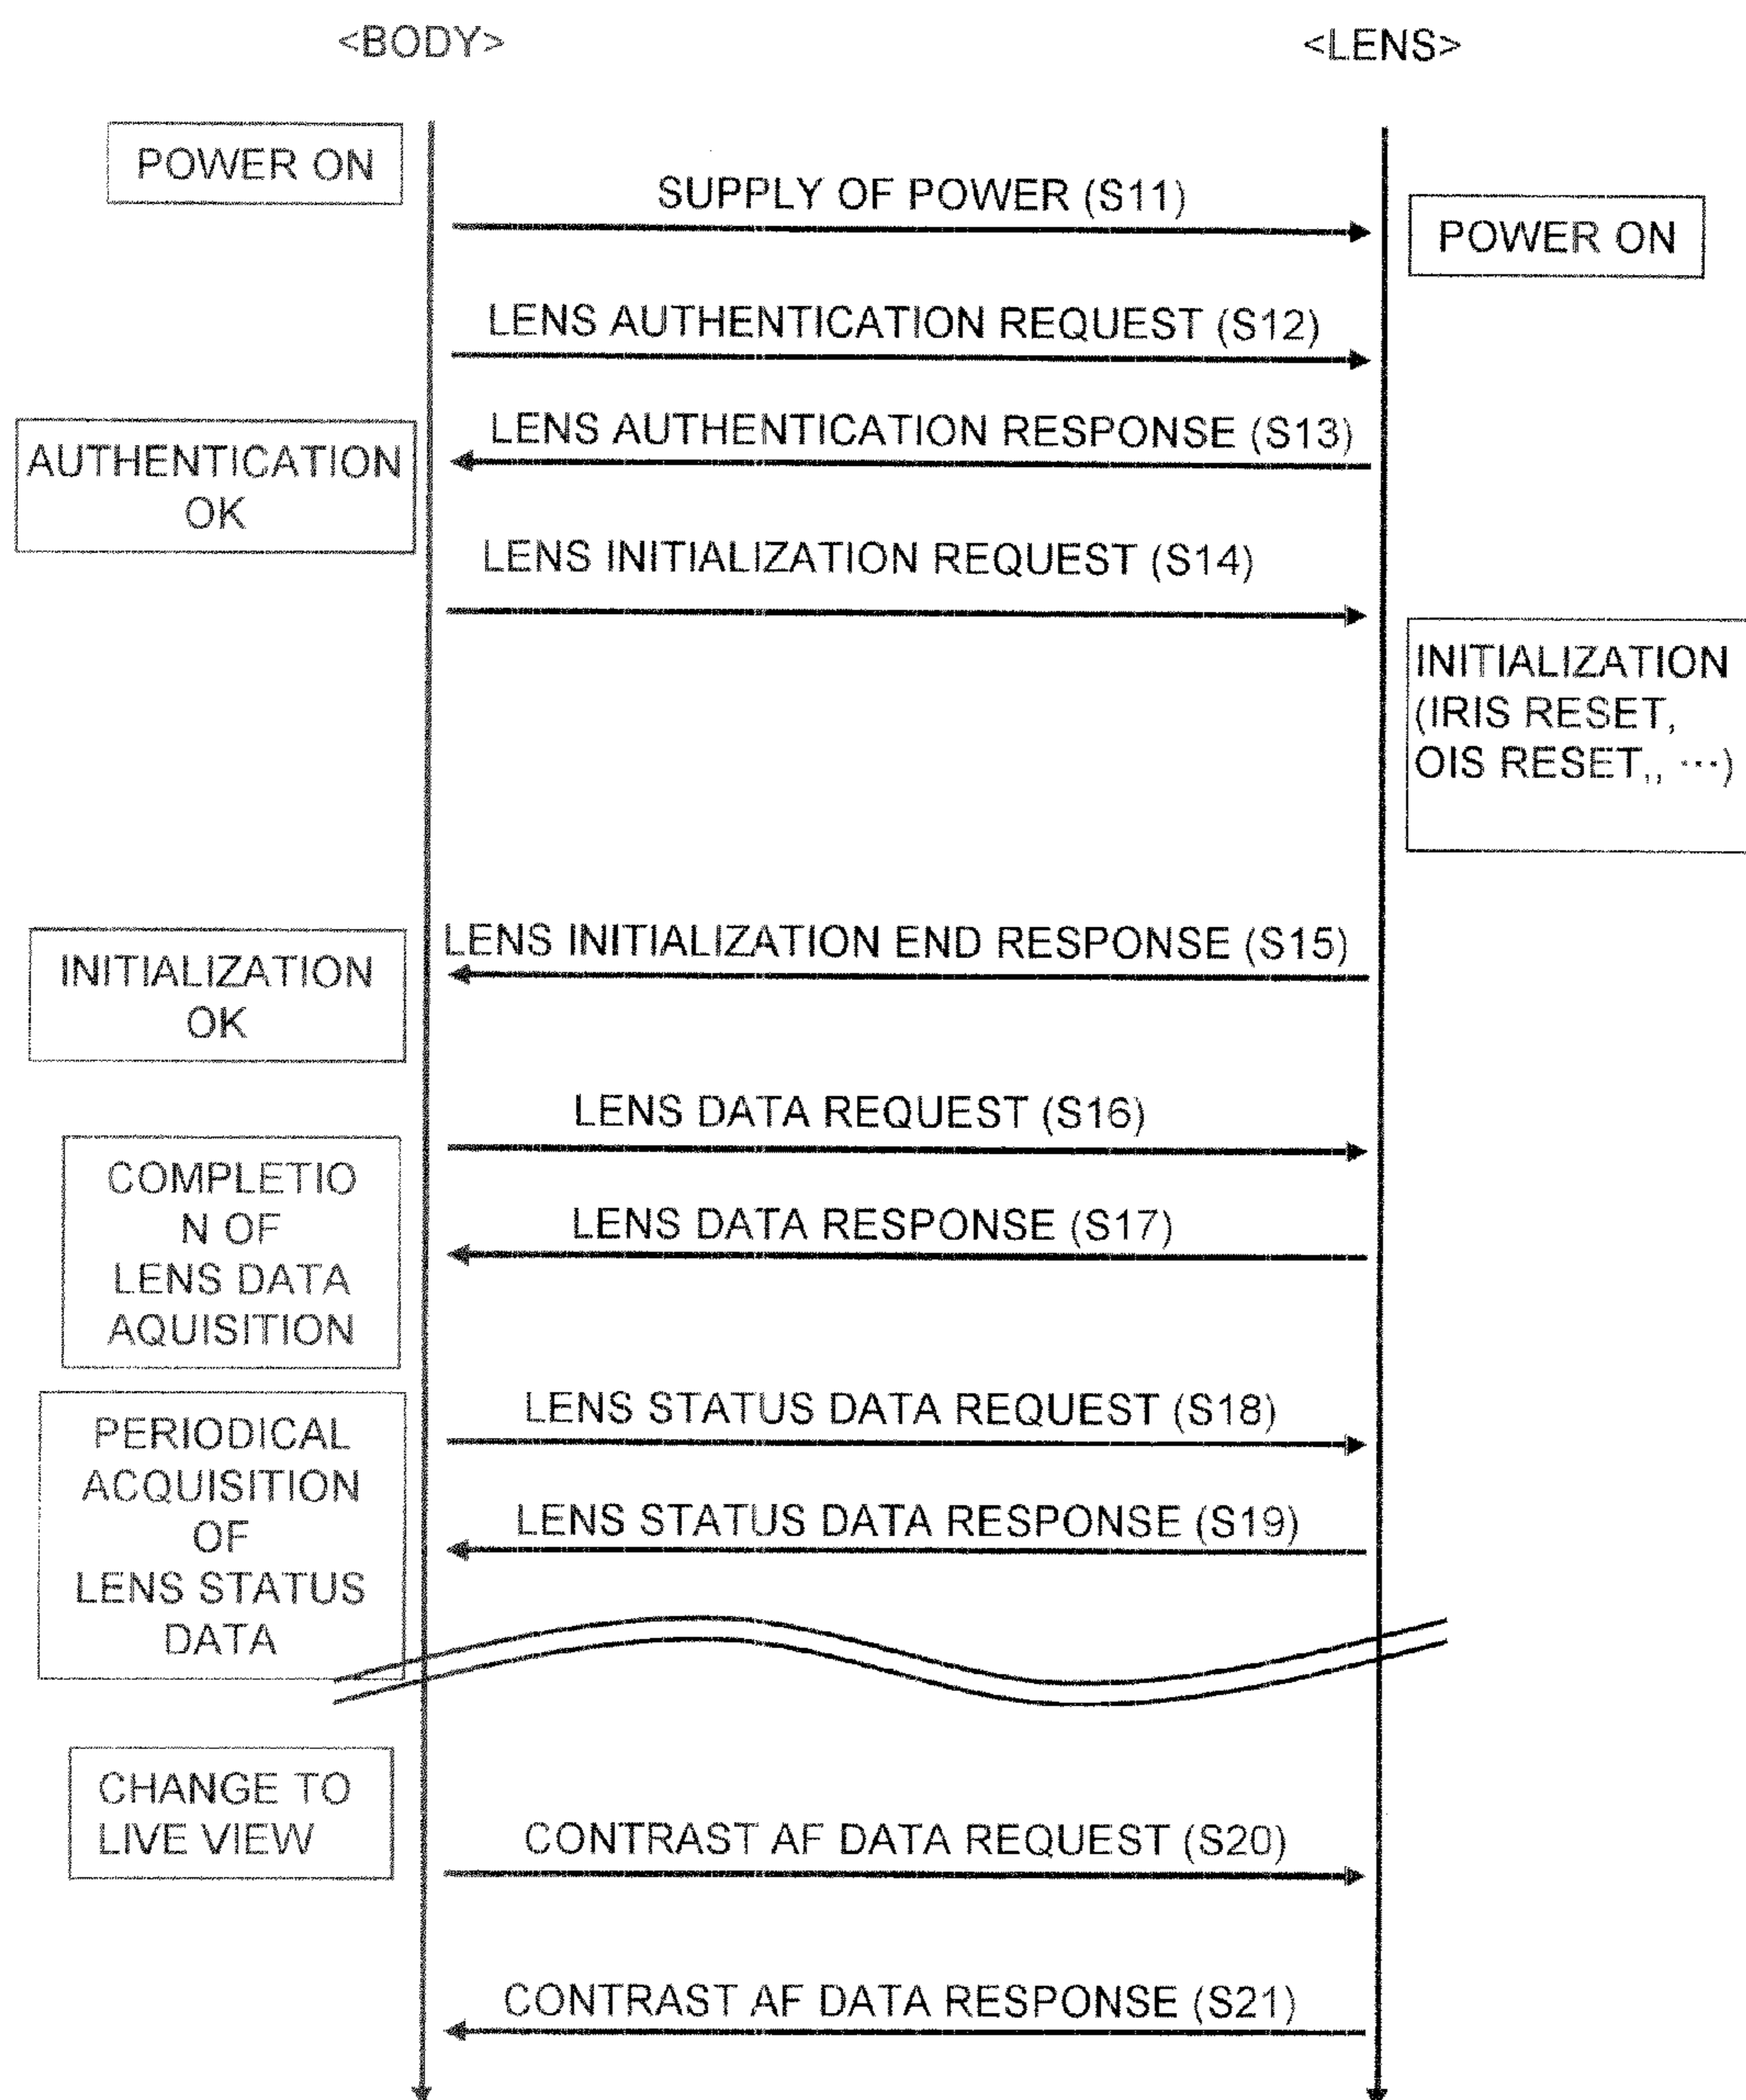 <BODY>
<LENS>
POWER ON
SUPPLY OF POWER (S11)
POWER ON
LENS AUTHENTICATION REQUEST (S12)
LENS AUTHENTICATION RESPONSE (S13)
AUTHENTICATION
OK
LENS INITIALIZATION REQUEST (S14)
INITIALIZATION
(IRIS RESET,
OIS RESET,, ···)
LENS INITIALIZATION END RESPONSE (S15)
INITIALIZATION
OK
LENS DATA REQUEST (S16)
COMPLETIO
N OF
LENS DATA
AQUISITION
LENS DATA RESPONSE (S17)
LENS STATUS DATA REQUEST (S18)
PERIODICAL
ACQUISITION
OF
LENS STATUS
DATA
LENS STATUS DATA RESPONSE (S19)
CHANGE TO
LIVE VIEW
CONTRAST AF DATA REQUEST (S20)
CONTRAST AF DATA RESPONSE (S21)